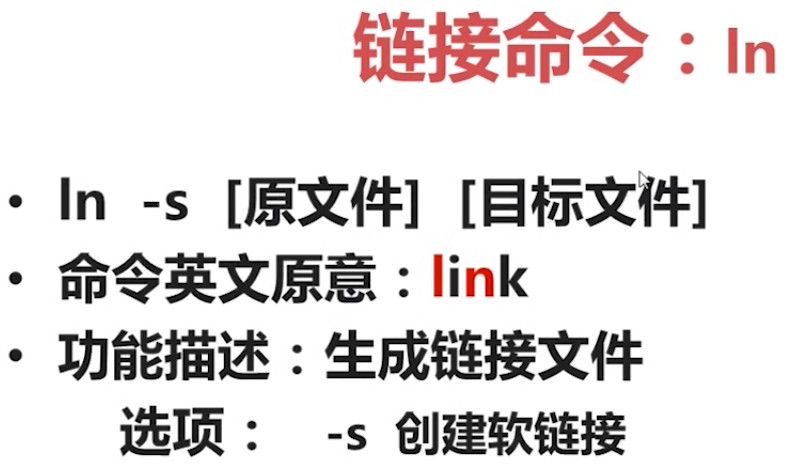 链接命令：ln
• ln -s [原文件] [目标文件]
• 命令英文原意：link
• 功能描述：生成链接文件
选项： -s 创建软链接